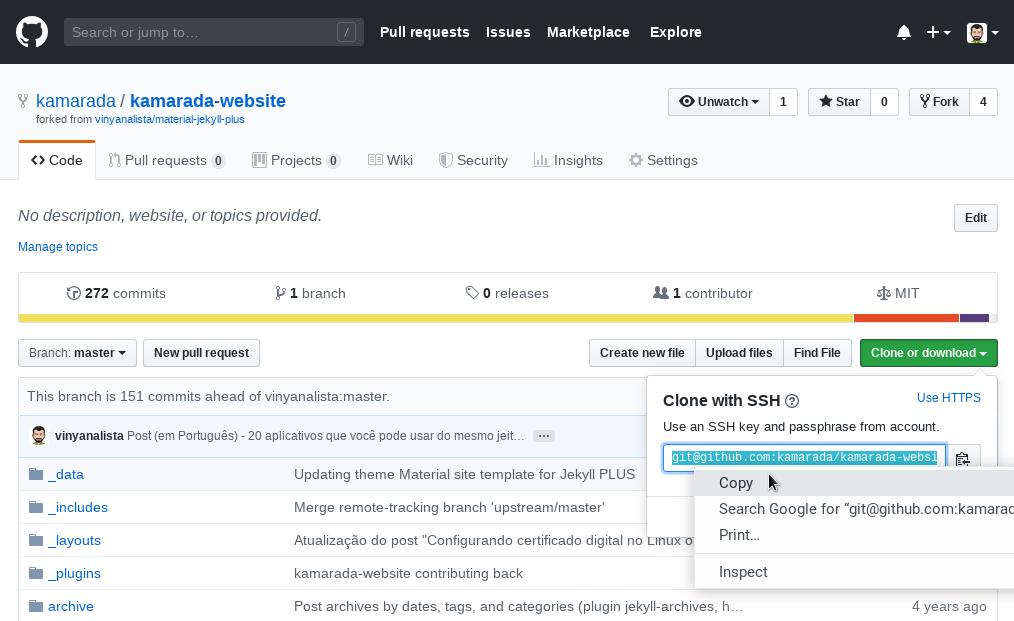 Search or jump to…
/
Pull requests Issues Marketplace Explore
kamarada / kamarada-website
forked from vinyanalista/material-jekyll-plus
Unwatch 1 Star 0 Fork 4
Code Pull requests 0 Projects 0 Wiki Security Insights Settings
No description, website, or topics provided.
Edit
Manage topics
272 commits 1 branch 0 releases 1 contributor MIT
Branch: master New pull request Create new file Upload files Find File Clone or download
This branch is 151 commits ahead of vinyanalista:master.
Clone with SSH ? Use HTTPS
Use an SSH key and passphrase from account.
vinyanalista Post (em Português) - 20 aplicativos que você pode usar do mesmo jeit… …
git@github.com:kamarada/kamarada-websi
_data Updating theme Material site template for Jekyll PLUS
Copy
_includes Merge remote-tracking branch 'upstream/master'
Search Google for “git@github.com:kamarad
_layouts Atualização do post "Configurando certificado digital no Linux o
Print…
_plugins kamarada-website contributing back
Inspect
archive Post archives by dates, tags, and categories (plugin jekyll-archives, h… 4 years ago